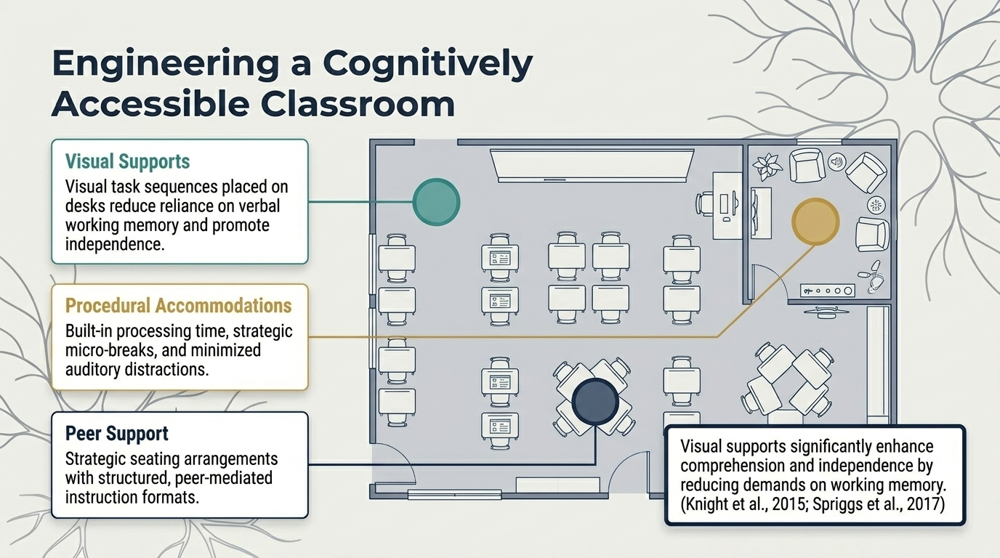 Engineering a Cognitively
Accessible Classroom
Visual Supports
Visual task sequences placed on
desks reduce reliance on verbal
working memory and promote
independence.
Procedural Accommodations
Built-in processing time, strategic
micro-breaks, and minimized
auditory distractions.
Peer Support
Strategic seating arrangements
with structured, peer-mediated
instruction formats.
Visual supports significantly enhance
comprehension and independence by
reducing demands on working memory.
(Knight et al., 2015; Spriggs et al., 2017)